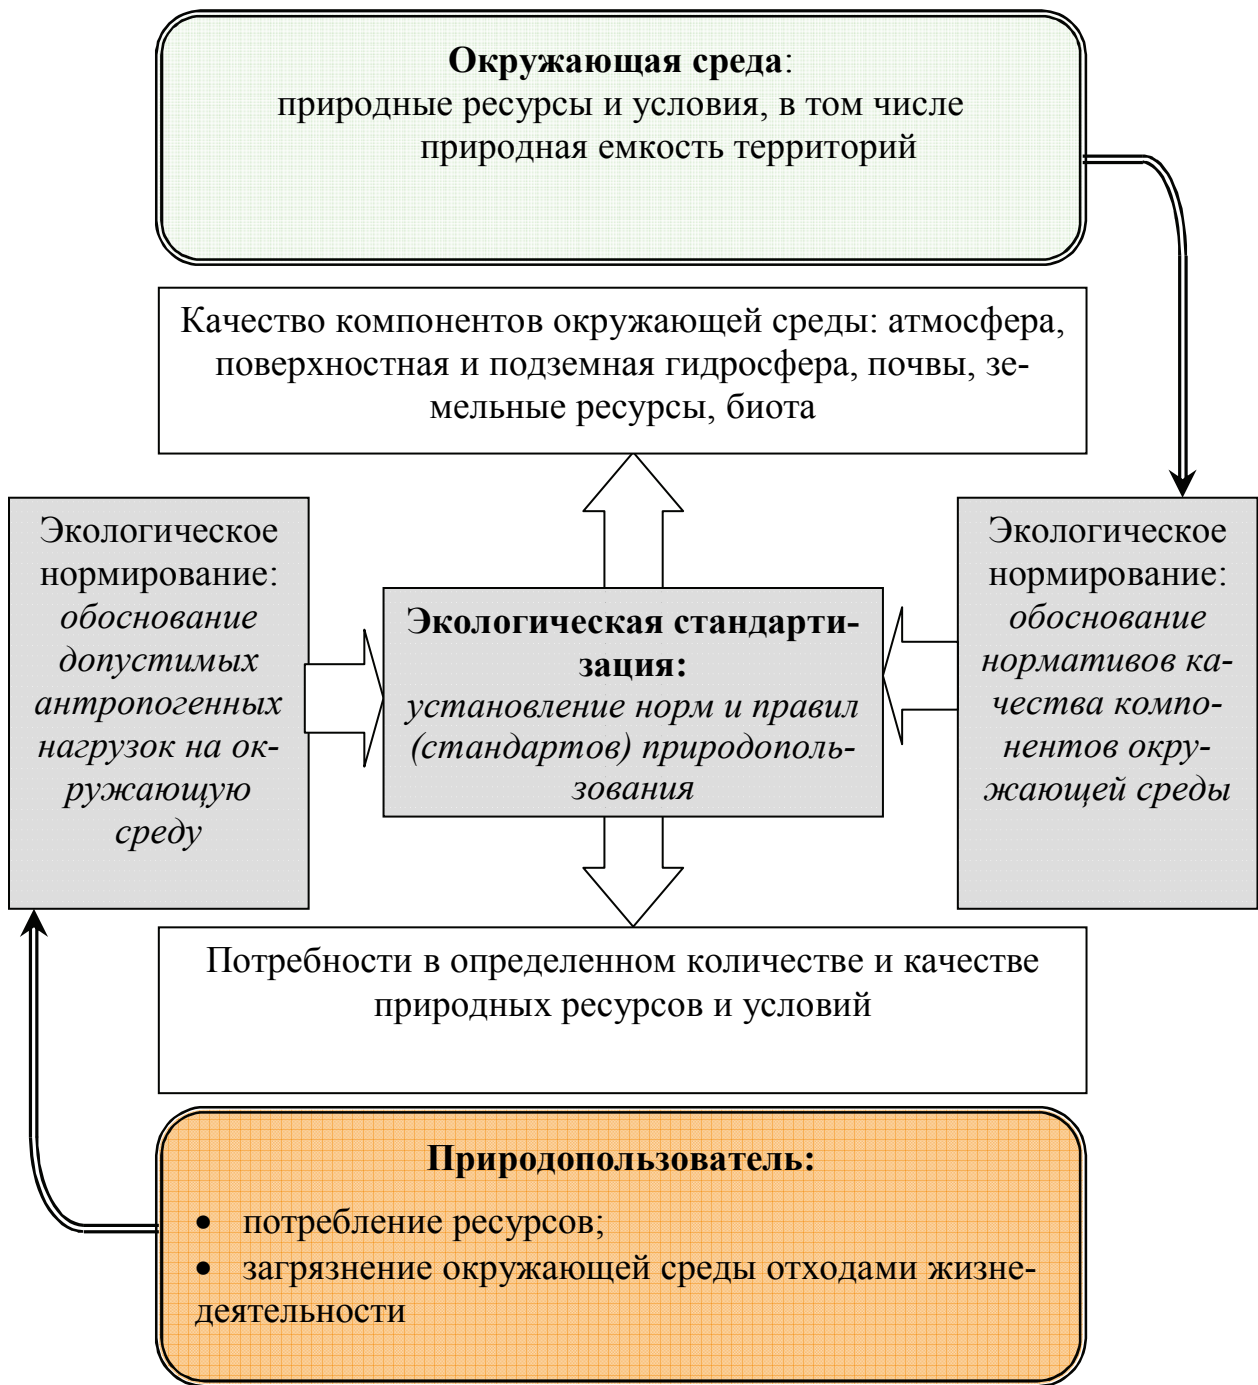 Окружающая среда:
природные ресурсы и условия, в том числе
природная емкость территорий
Качество компонентов окружающей среды: атмосфера,
поверхностная и подземная гидросфера, почвы, зе-
мельные ресурсы, биота
Экологическое
нормирование:
обоснование
допустимых
антропогенных
нагрузок на ок-
ружающую
среду
Экологическая стандарти-
зация:
установление норм и правил
(стандартов) природополь-
зования
Экологическое
нормирование:
обоснование
нормативов ка-
чества компо-
нентов окру-
жающей среды
Потребности в определенном количестве и качестве
природных ресурсов и условий
Природопользователь:
• потребление ресурсов;
• загрязнение окружающей среды отходами жизне-
деятельности